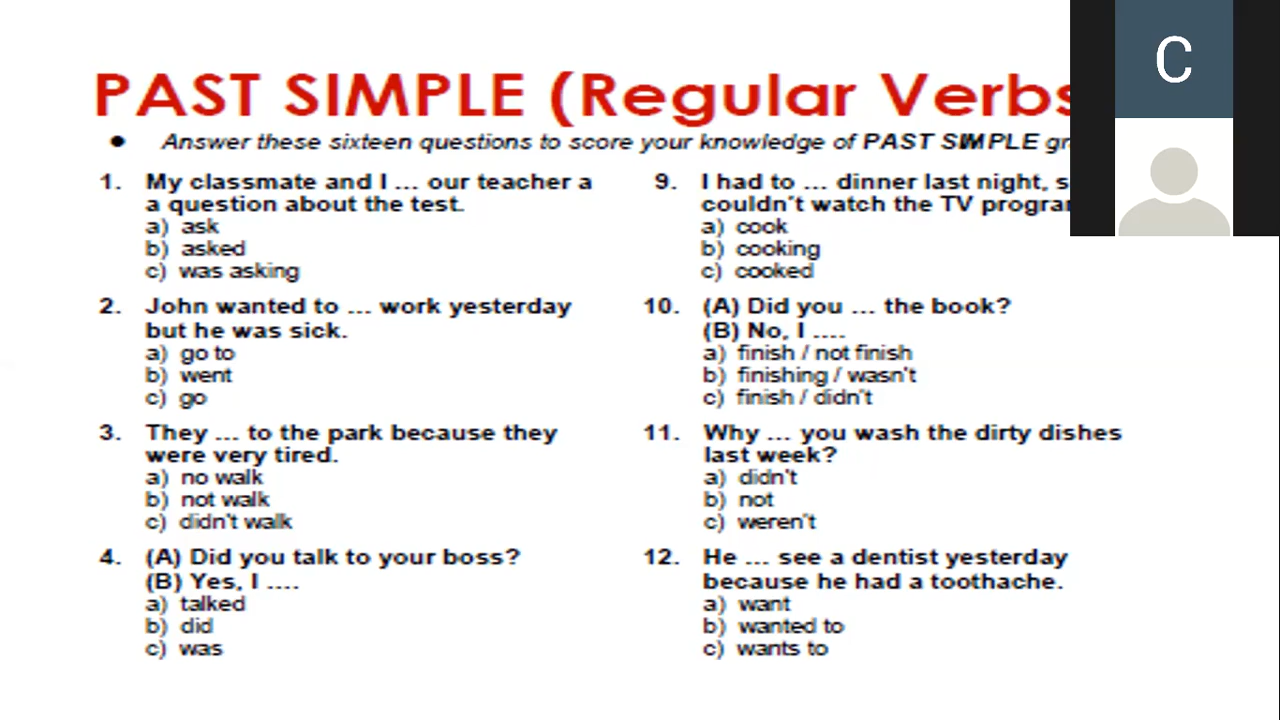 PAST SIMPLE (Regular Verbs
● Answer these sixteen questions to score your knowledge of PAST SIMPLE
1. My classmate and I ... our teacher a
a question about the test.
a) ask
b) asked
c) was asking
2. John wanted to ... work yesterday
but he was sick.
a) go to
b) went
c) go
3. They ... to the park because they
were very tired.
a) no walk
b) not walk
c) didn't walk
4. (A) Did you talk to your boss?
(B) Yes, I ....
a) talked
b) did
c) was
9. I had to ... dinner last night,
couldn't watch the TV
a) cook
b) cooking
c) cooked
10. (A) Did you ... the book?
(B) No, I ....
a) finish / not finish
b) finishing / wasn't
c) finish / didn't
11. Why ... you wash the dirty dishes
last week?
a) didn't
b) not
c) weren't
12. He ... see a dentist yesterday
because he had a toothache.
a) want
b) wanted to
c) wants to
C